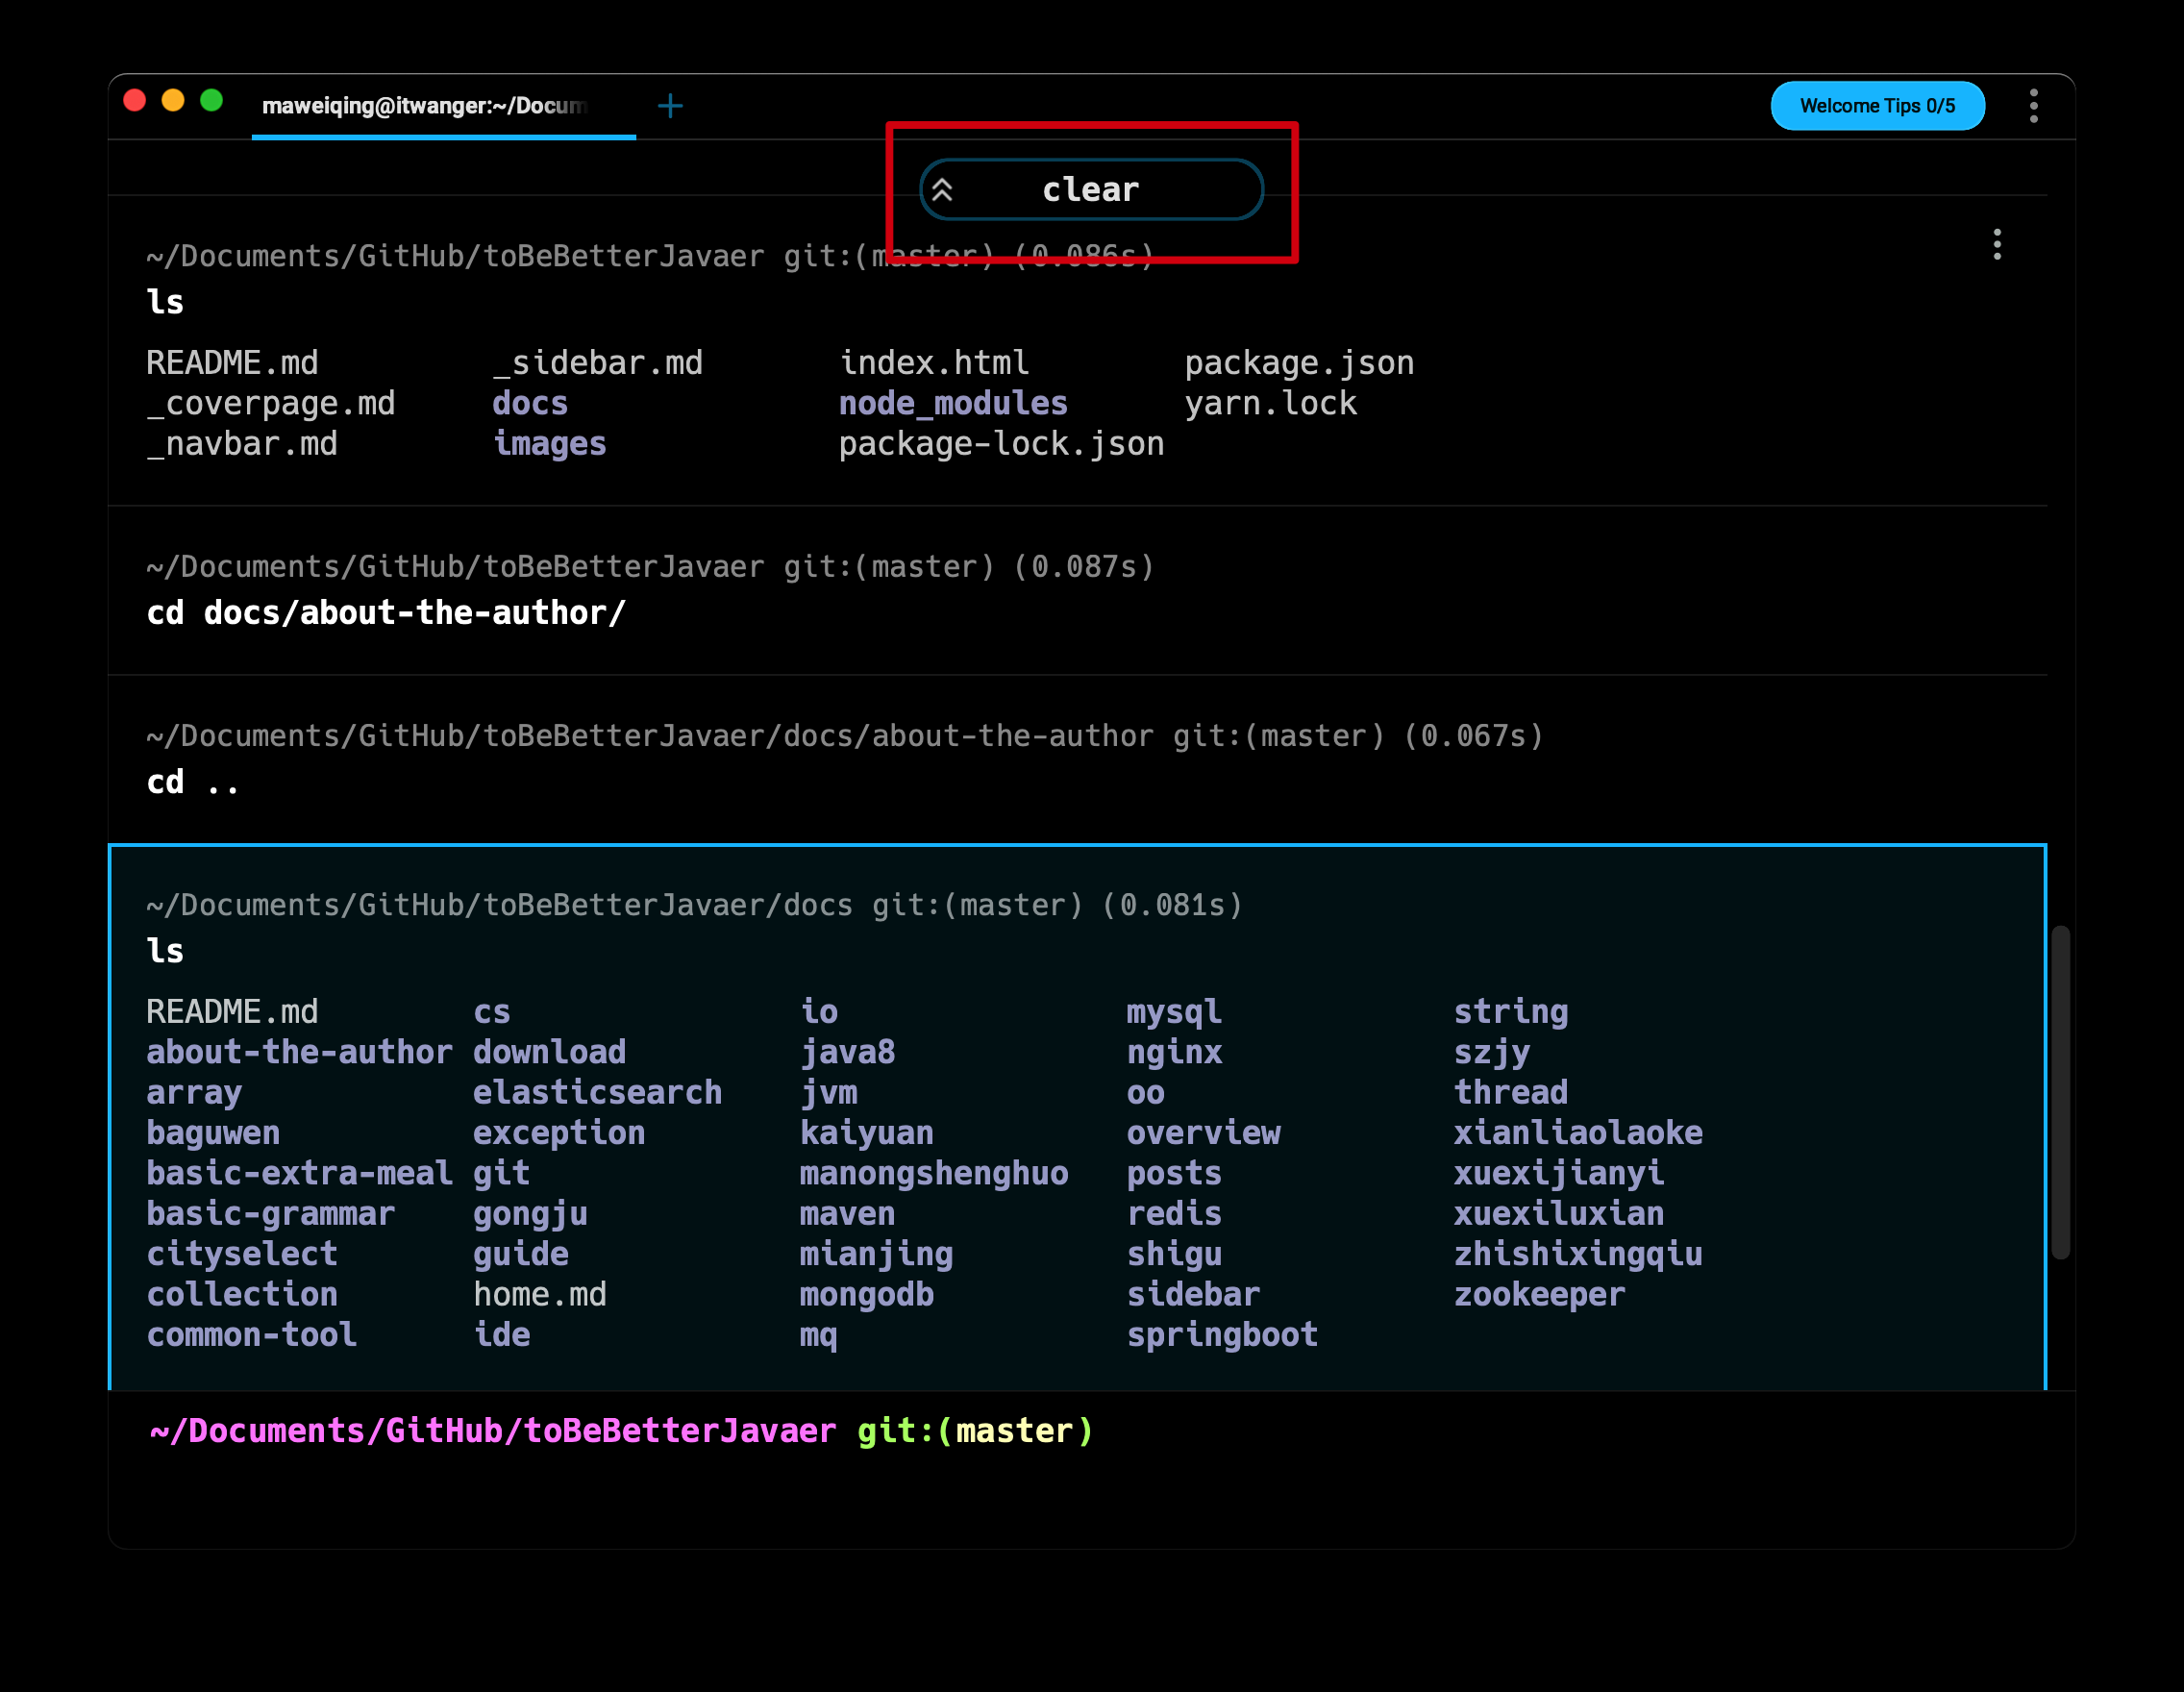 maweiqing@itwanger:~/Docum
Welcome Tips 0/5
clear
~/Documents/GitHub/toBeBetterJavaer git:(master) (0.086s)
ls
README.md _sidebar.md index.html package.json
_coverpage.md docs node_modules yarn.lock
_navbar.md images package-lock.json
~/Documents/GitHub/toBeBetterJavaer git:(master) (0.087s)
cd docs/about-the-author/
~/Documents/GitHub/toBeBetterJavaer/docs/about-the-author git:(master) (0.067s)
cd ..
~/Documents/GitHub/toBeBetterJavaer/docs git:(master) (0.081s)
ls
README.md cs io mysql string
about-the-author download java8 nginx szjy
array elasticsearch jvm oo thread
baguwen exception kaiyuan overview xianliaolaoke
basic-extra-meal git manongshenghuo posts xuexijianyi
basic-grammar gongju maven redis xuexiluxian
cityselect guide mianjing shigu zhishixingqiu
collection home.md mongodb sidebar zookeeper
common-tool ide mq springboot
~/Documents/GitHub/toBeBetterJavaer git:(master)